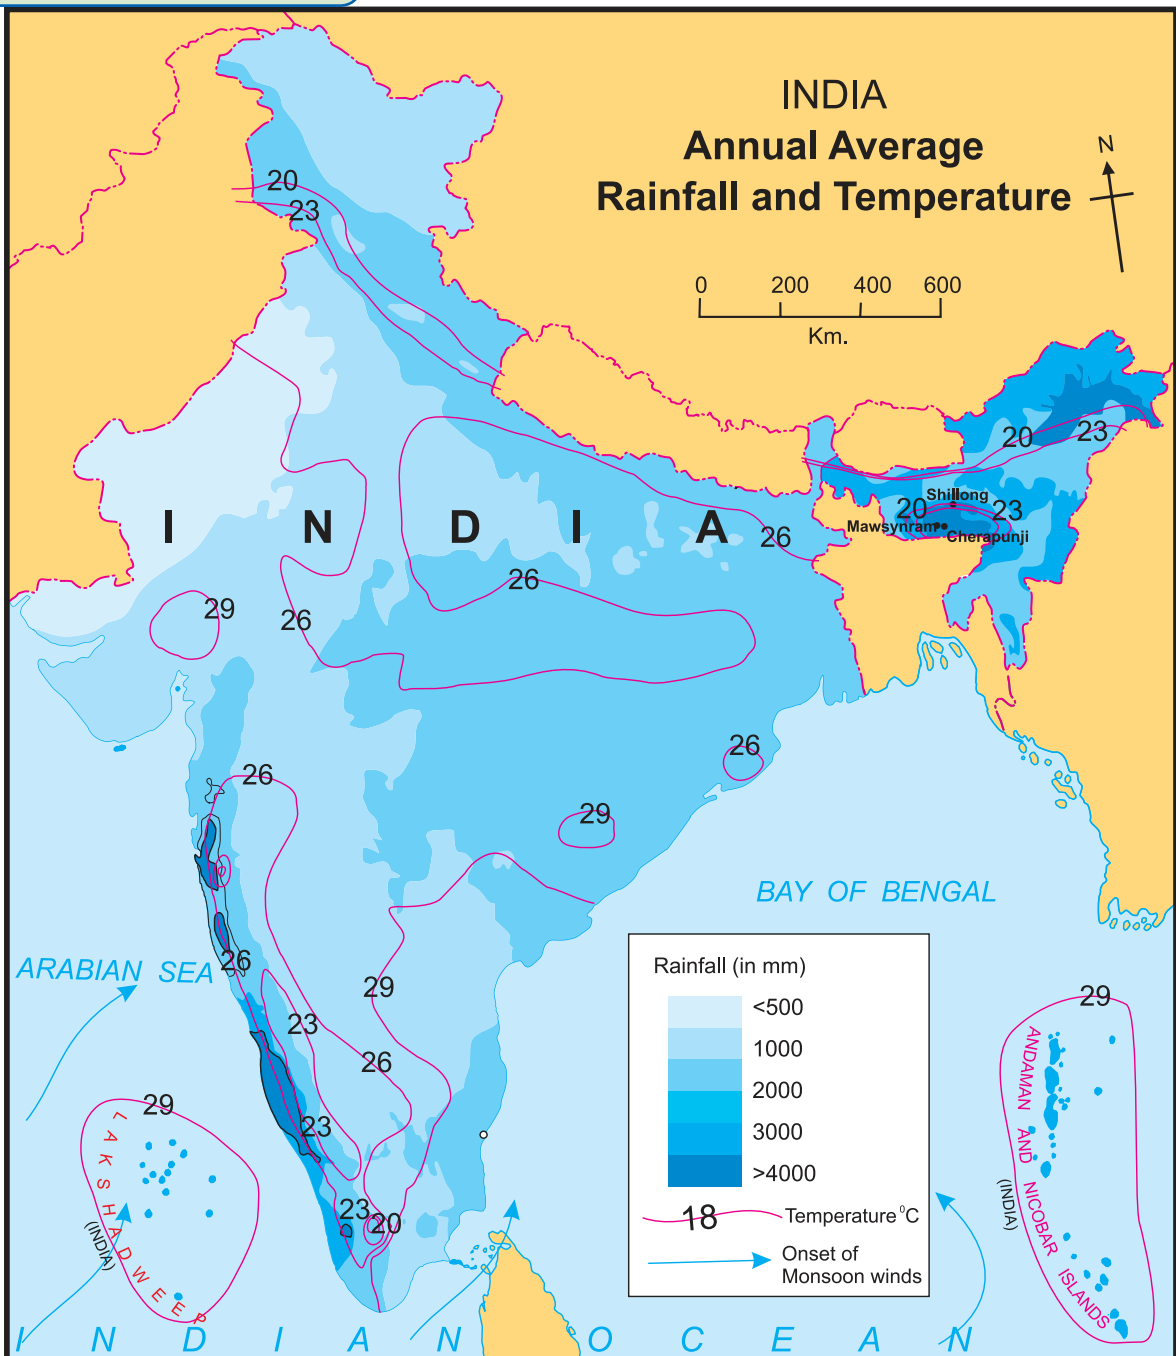 INDIA
Annual Average
Rainfall and Temperature
N
0 200 400 600
Km.
20
23
20
23
Shillong
20
23
Mawsynram
Cherapunji
I N D I A
26
26
29
26
26
26
29
BAY OF BENGAL
ARABIAN SEA
26
29
23
26
23
23
20
29
LAKSHADWEEP
(INDIA)
29
ANDAMAN AND NICOBAR ISLANDS
(INDIA)
Rainfall (in mm)
<500
1000
2000
3000
>4000
18 Temperature ⁰C
Onset of
Monsoon winds
INDIAN OCEAN